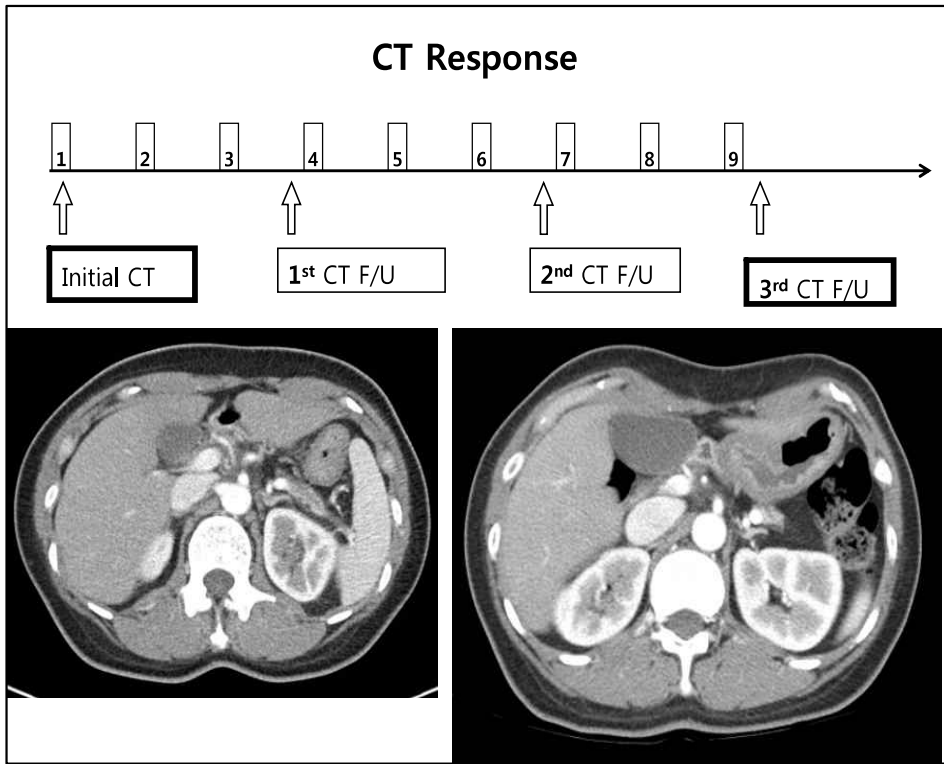 CT Response
1 2 3 4 5 6 7 8 9
Initial CT
1st CT F/U
2nd CT F/U
3rd CT F/U